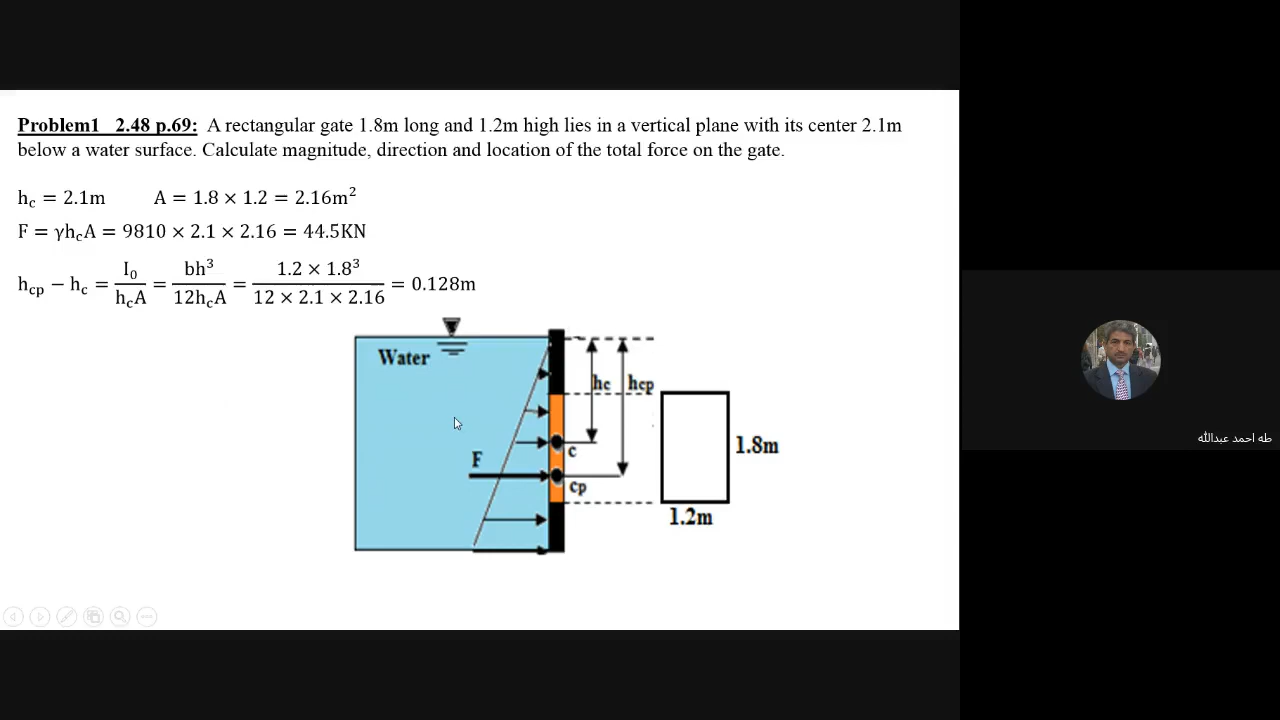 Problem1 2.48 p.69: A rectangular gate 1.8m long and 1.2m high lies in a vertical plane with its center 2.1m
below a water surface. Calculate magnitude, direction and location of the total force on the gate.
h_c = 2.1m A = 1.8 × 1.2 = 2.16m²
F = γh_cA = 9810 × 2.1 × 2.16 = 44.5KN
h_cp − h_c = I₀/(h_cA) = bh³/(12h_cA) = (1.2 × 1.8³)/(12 × 2.1 × 2.16) = 0.128m
Water
hc hcp
F
c
cp
1.8m
1.2m
طه احمد عبدالله